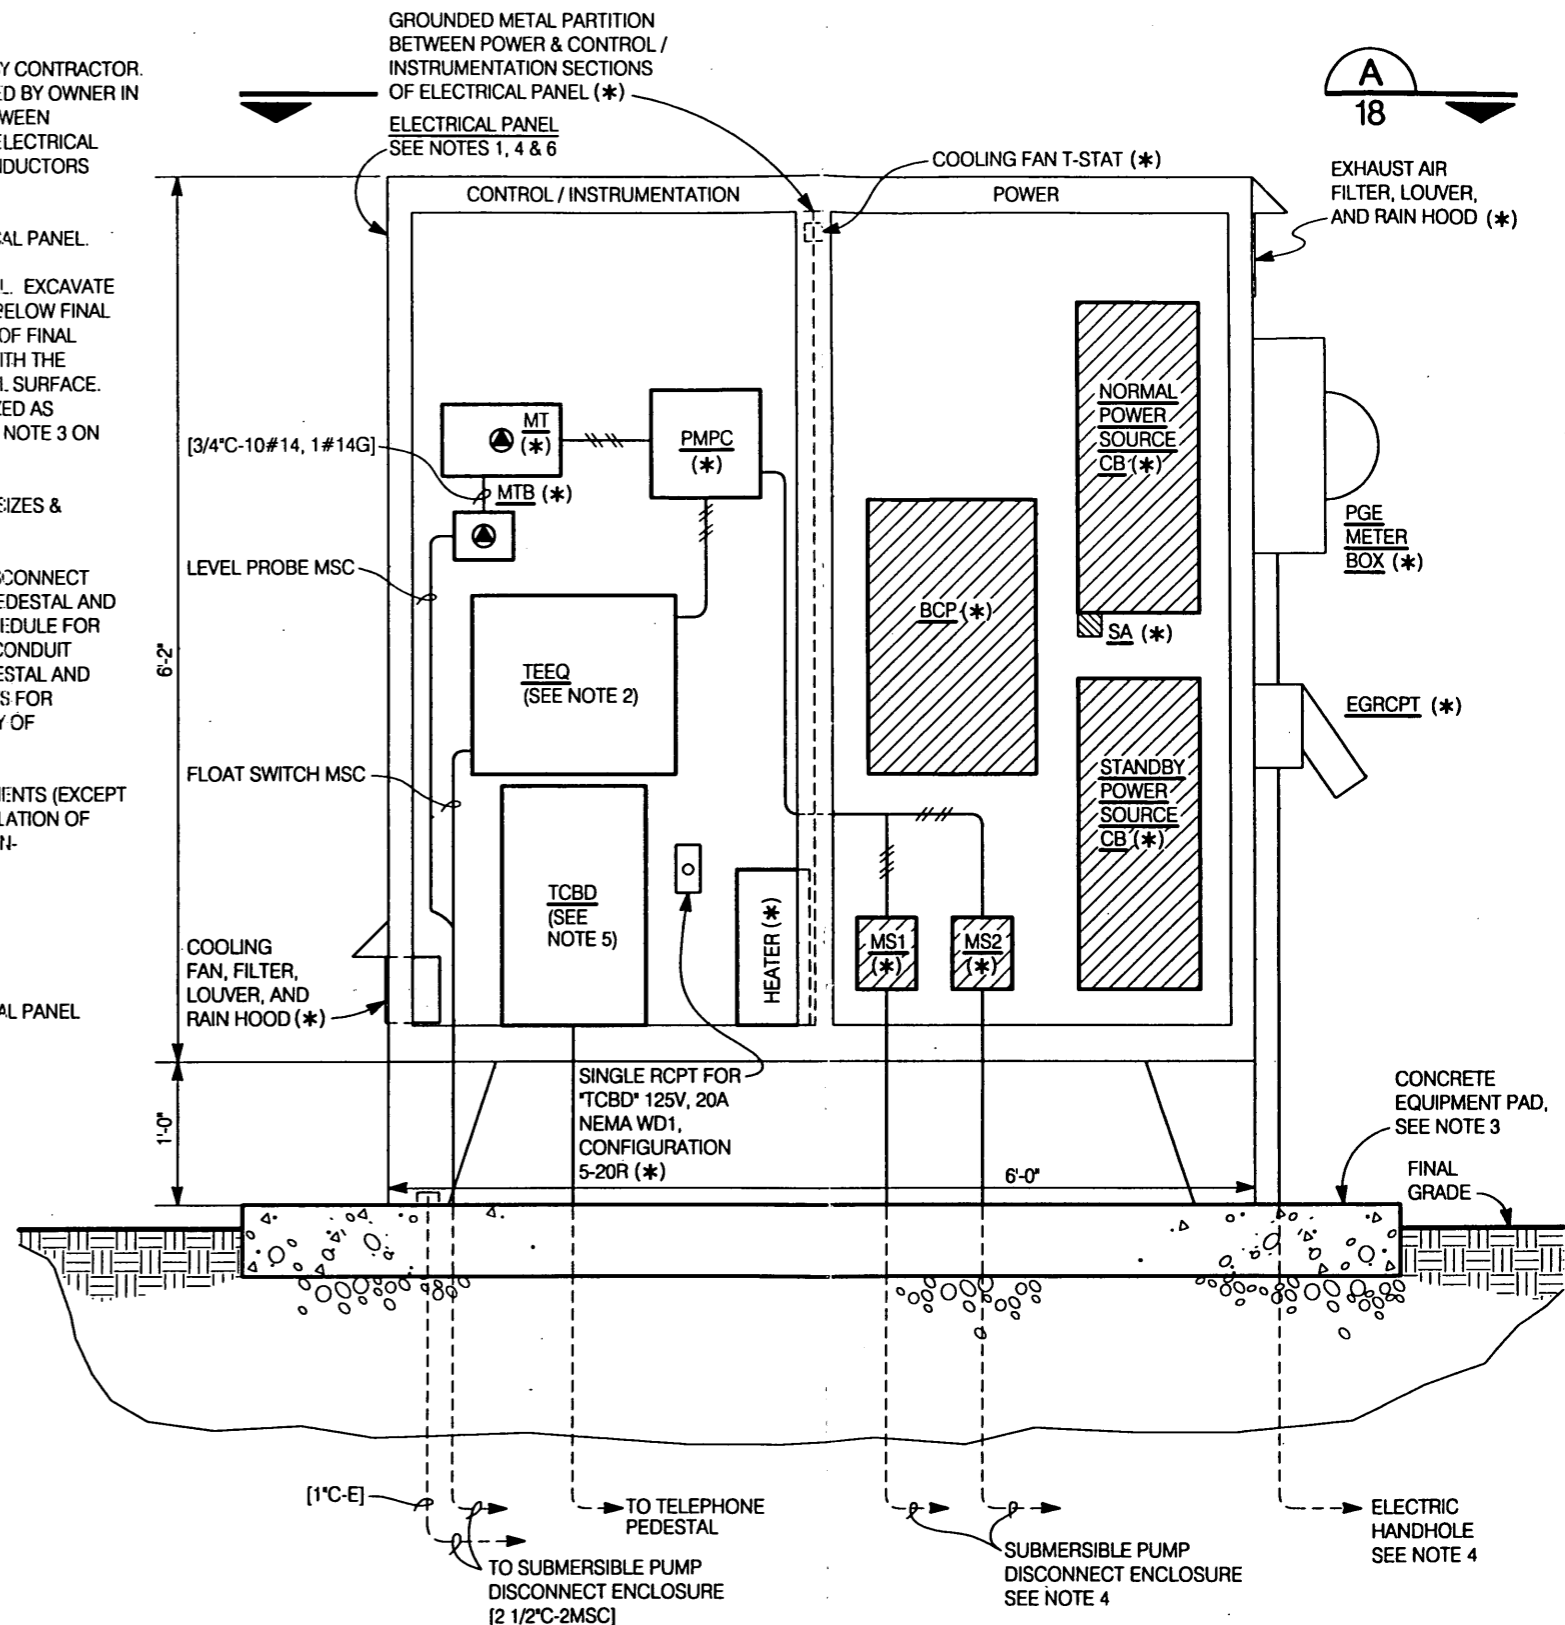 Y CONTRACTOR.
ED BY OWNER IN
WEEN
ELECTRICAL
NDUCTORS
CAL PANEL.
L. EXCAVATE
BELOW FINAL
OF FINAL
ITH THE
L SURFACE.
ZED AS
NOTE 3 ON
SIZES &
SCONNECT
EDESTAL AND
EDULE FOR
CONDUIT
ESTAL AND
S FOR
Y OF
MENTS (EXCEPT
LATION OF
N-
AL PANEL
GROUNDED METAL PARTITION
BETWEEN POWER & CONTROL /
INSTRUMENTATION SECTIONS
OF ELECTRICAL PANEL (*)
ELECTRICAL PANEL
SEE NOTES 1, 4 & 6
A
18
COOLING FAN T-STAT (*)
EXHAUST AIR
FILTER, LOUVER,
AND RAIN HOOD (*)
CONTROL / INSTRUMENTATION
POWER
[3/4"C-10#14, 1#14G]
MT
(*)
PMPC
(*)
MTB (*)
LEVEL PROBE MSC
NORMAL
POWER
SOURCE
CB (*)
PGE
METER
BOX (*)
BCP (*)
SA (*)
TEEQ
(SEE NOTE 2)
6'-2"
EGRCPT (*)
FLOAT SWITCH MSC
STANDBY
POWER
SOURCE
CB (*)
TCBD
(SEE
NOTE 5)
HEATER (*)
MS1
(*)
MS2
(*)
COOLING
FAN, FILTER,
LOUVER, AND
RAIN HOOD (*)
SINGLE RCPT FOR
"TCBD" 125V, 20A
NEMA WD1,
CONFIGURATION
5-20R (*)
1'-0"
6'-0"
CONCRETE
EQUIPMENT PAD,
SEE NOTE 3
FINAL
GRADE
[1"C-E]
TO TELEPHONE
PEDESTAL
TO SUBMERSIBLE PUMP
DISCONNECT ENCLOSURE
[2 1/2"C-2MSC]
SUBMERSIBLE PUMP
DISCONNECT ENCLOSURE
SEE NOTE 4
ELECTRIC
HANDHOLE
SEE NOTE 4